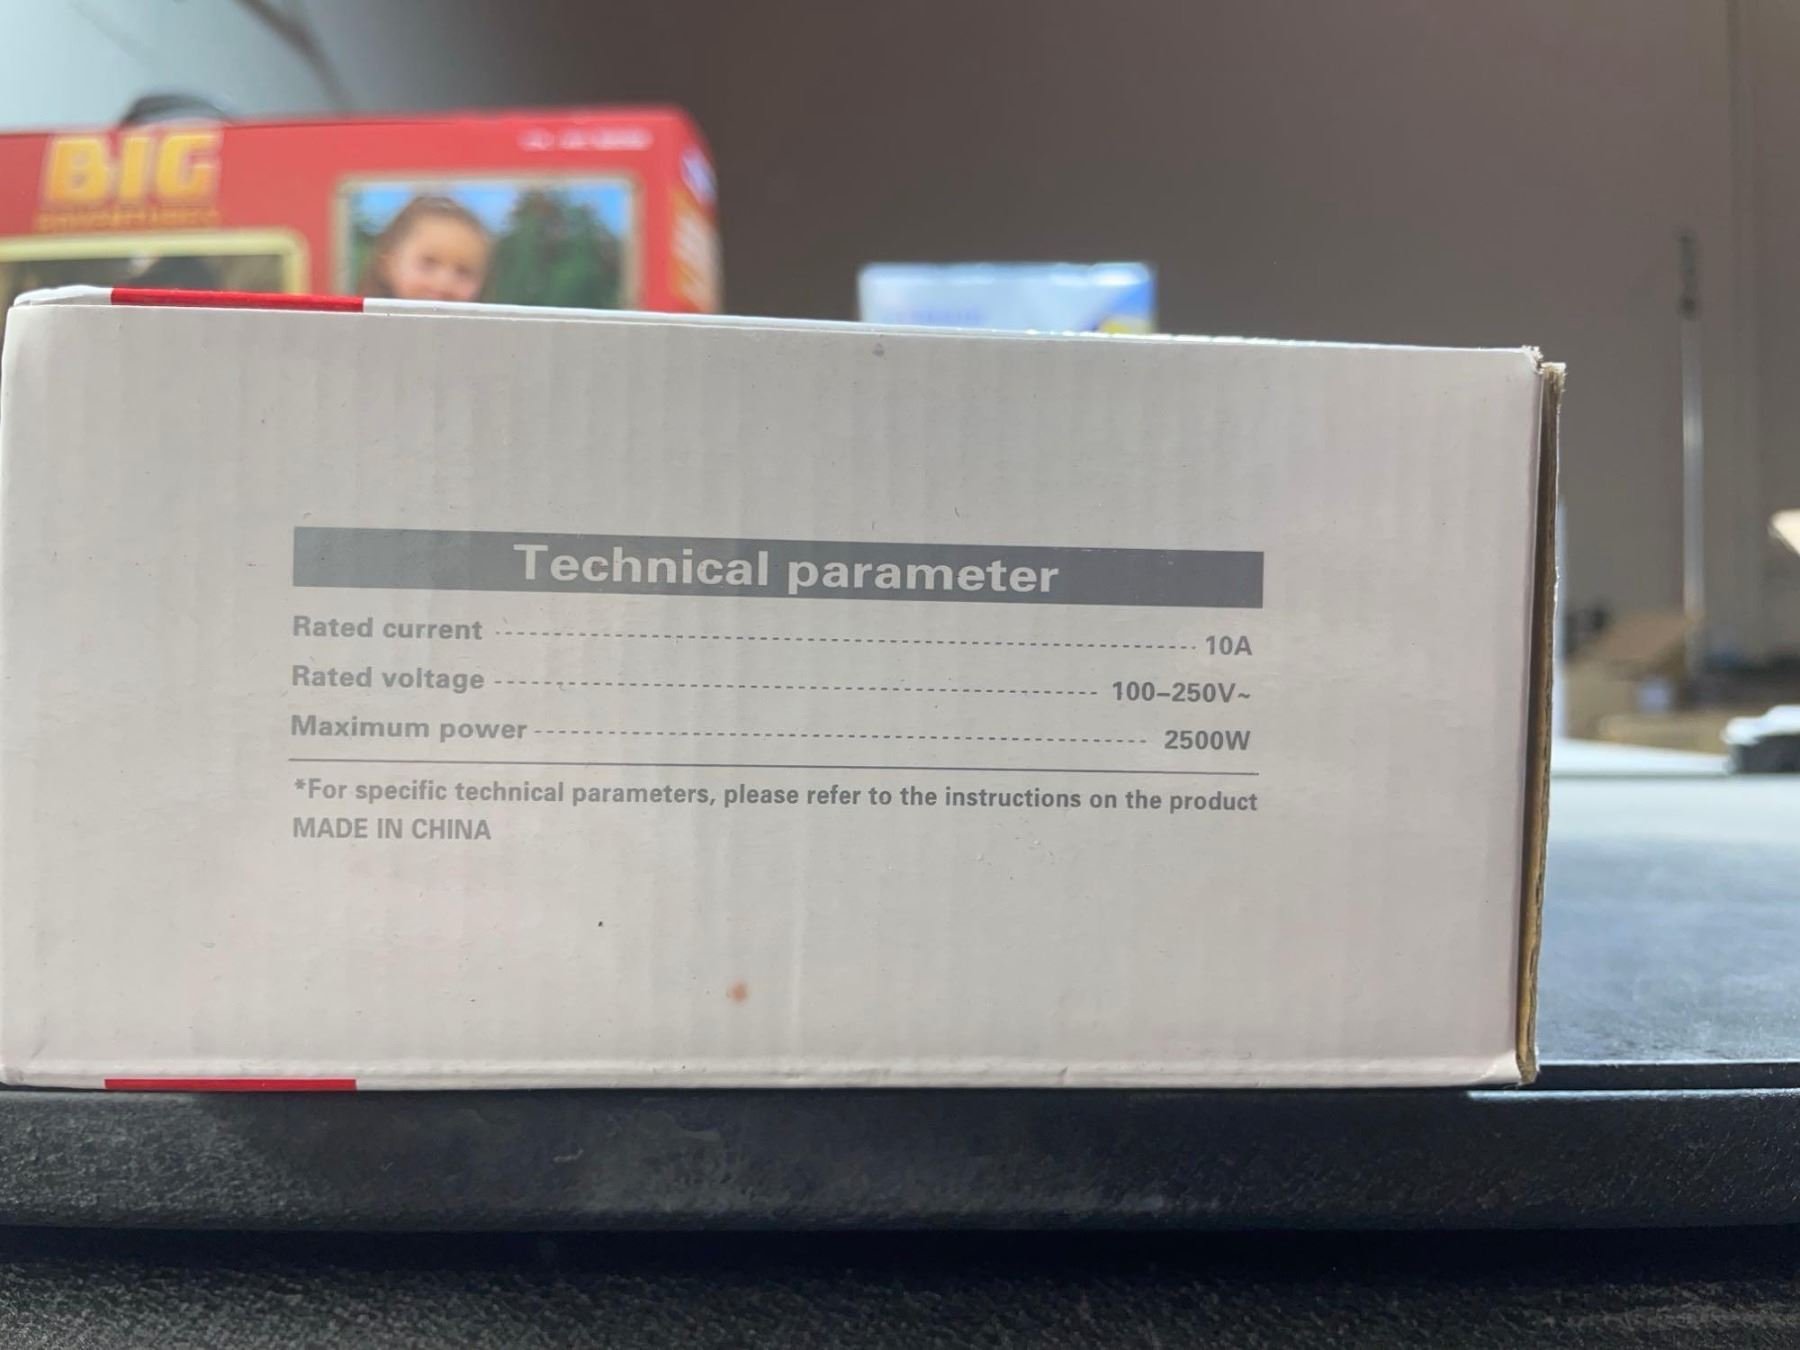 BIG
Technical parameter
Rated current 10A
Rated voltage 100–250V~
Maximum power 2500W
*For specific technical parameters, please refer to the instructions on the product
MADE IN CHINA